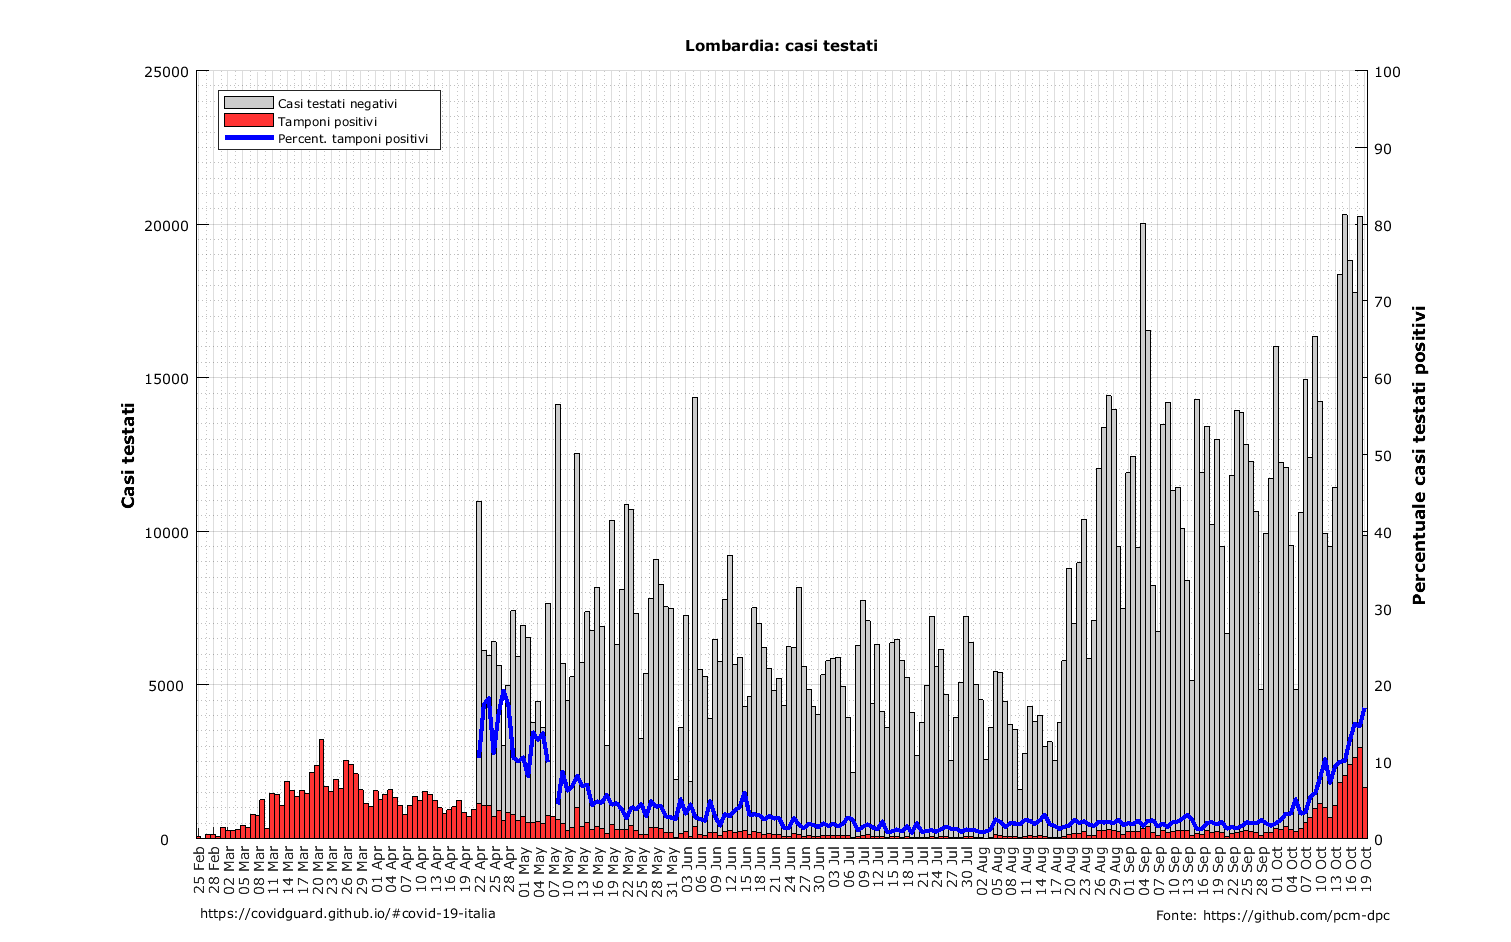 Lombardia: casi testati
25000
20000
15000
10000
5000
0
Casi testati
Casi testati negativi
Tamponi positivi
Percent. tamponi positivi
100
90
80
70
60
50
40
30
20
10
0
Percentuale casi testati positivi
25 Feb
28 Feb
02 Mar
05 Mar
08 Mar
11 Mar
14 Mar
17 Mar
20 Mar
23 Mar
26 Mar
29 Mar
01 Apr
04 Apr
07 Apr
10 Apr
13 Apr
16 Apr
19 Apr
22 Apr
25 Apr
28 Apr
01 May
04 May
07 May
10 May
13 May
16 May
19 May
22 May
25 May
28 May
31 May
03 Jun
06 Jun
09 Jun
12 Jun
15 Jun
18 Jun
21 Jun
24 Jun
27 Jun
30 Jun
03 Jul
06 Jul
09 Jul
12 Jul
15 Jul
18 Jul
21 Jul
24 Jul
27 Jul
30 Jul
02 Aug
05 Aug
08 Aug
11 Aug
14 Aug
17 Aug
20 Aug
23 Aug
26 Aug
29 Aug
01 Sep
04 Sep
07 Sep
10 Sep
13 Sep
16 Sep
19 Sep
22 Sep
25 Sep
28 Sep
01 Oct
04 Oct
07 Oct
10 Oct
13 Oct
16 Oct
19 Oct
https://covidguard.github.io/#covid-19-italia
Fonte: https://github.com/pcm-dpc